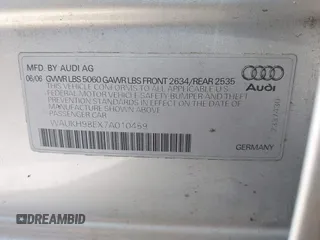 MFD. BY AUDI AG
06/06 GVWR LBS 5060 GAWR LBS FRONT 2634/REAR 2535
THIS VEHICLE CONFORMS TO ALL APPLICABLE U.S.
FEDERAL MOTOR VEHICLE SAFETY, BUMPER-AND THEFT
PREVENTION STANDARDS IN EFFECT ON THE DATE OF
MANUFACTURE SHOWN ABOVE
-PASSENGER CAR
Audi
GERMANY
DREAMBID